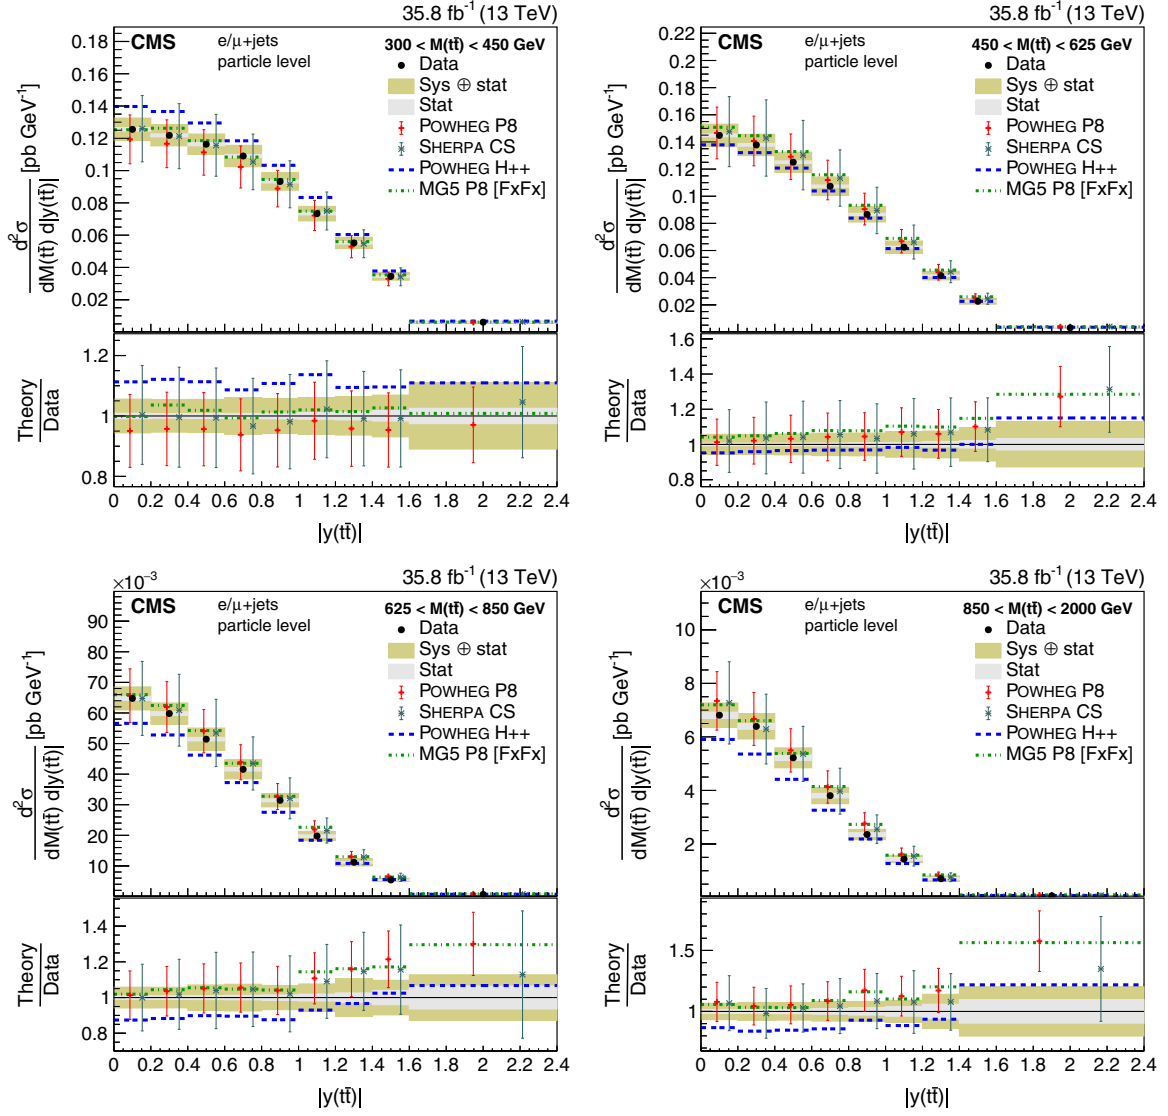 35.8 fb⁻¹ (13 TeV)
CMS
e/μ+jets
particle level
300 < M(tt̄) < 450 GeV
Data
Sys ⊕ stat
Stat
POWHEG P8
SHERPA CS
POWHEG H++
MG5 P8 [FxFx]
d²σ / dM(tt̄) d|y(tt̄)| [pb GeV⁻¹]
0.18
0.16
0.14
0.12
0.1
0.08
0.06
0.04
0.02
Theory
Data
1.2
1
0.8
0 0.2 0.4 0.6 0.8 1 1.2 1.4 1.6 1.8 2 2.2 2.4
|y(tt̄)|
35.8 fb⁻¹ (13 TeV)
CMS
e/μ+jets
particle level
450 < M(tt̄) < 625 GeV
Data
Sys ⊕ stat
Stat
POWHEG P8
SHERPA CS
POWHEG H++
MG5 P8 [FxFx]
d²σ / dM(tt̄) d|y(tt̄)| [pb GeV⁻¹]
0.22
0.2
0.18
0.16
0.14
0.12
0.1
0.08
0.06
0.04
0.02
Theory
Data
1.6
1.4
1.2
1
0.8
0 0.2 0.4 0.6 0.8 1 1.2 1.4 1.6 1.8 2 2.2 2.4
|y(tt̄)|
×10⁻³
35.8 fb⁻¹ (13 TeV)
CMS
e/μ+jets
particle level
625 < M(tt̄) < 850 GeV
Data
Sys ⊕ stat
Stat
POWHEG P8
SHERPA CS
POWHEG H++
MG5 P8 [FxFx]
d²σ / dM(tt̄) d|y(tt̄)| [pb GeV⁻¹]
90
80
70
60
50
40
30
20
10
Theory
Data
1.4
1.2
1
0.8
0 0.2 0.4 0.6 0.8 1 1.2 1.4 1.6 1.8 2 2.2 2.4
|y(tt̄)|
×10⁻³
35.8 fb⁻¹ (13 TeV)
CMS
e/μ+jets
particle level
850 < M(tt̄) < 2000 GeV
Data
Sys ⊕ stat
Stat
POWHEG P8
SHERPA CS
POWHEG H++
MG5 P8 [FxFx]
d²σ / dM(tt̄) d|y(tt̄)| [pb GeV⁻¹]
10
8
6
4
2
Theory
Data
1.5
1
0 0.2 0.4 0.6 0.8 1 1.2 1.4 1.6 1.8 2 2.2 2.4
|y(tt̄)|